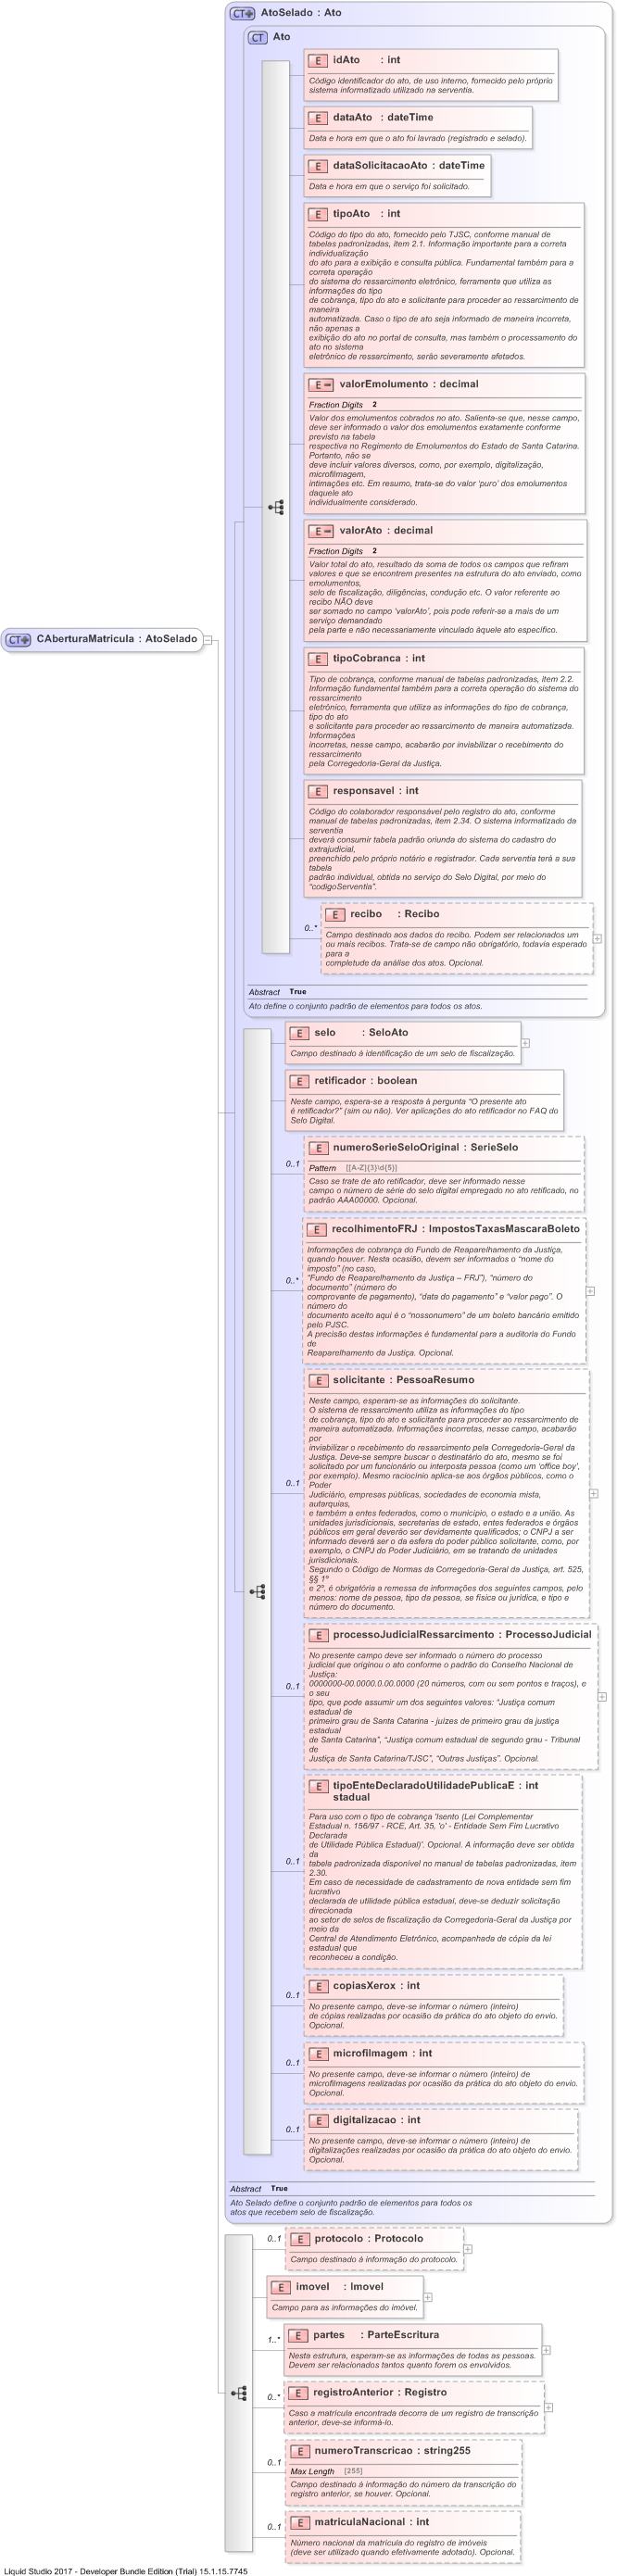 AtoSelado : Ato
Ato
idAto : int
Código identificador do ato, de uso interno, fornecido pelo próprio
sistema informatizado utilizado na serventia.
dataAto : dateTime
Data e hora em que o ato foi lavrado (registrado e selado).
dataSolicitacaoAto : dateTime
Data e hora em que o serviço foi solicitado.
tipoAto : int
Código do tipo do ato, fornecido pelo TJSC, conforme manual de
tabelas padronizadas, item 2.1. Informação importante para a correta
individualização
do ato para a exibição e consulta pública. Fundamental também para a
correta operação
do sistema do ressarcimento eletrônico, ferramenta que utiliza as
informações do tipo
de cobrança, tipo do ato e solicitante para proceder ao ressarcimento de
maneira
automatizada. Caso o tipo de ato seja informado de maneira incorreta,
não apenas a
exibição do ato no portal de consulta, mas também o processamento do
ato no sistema
eletrônico de ressarcimento, serão severamente afetados.
valorEmolumento : decimal
Fraction Digits 2
Valor dos emolumentos cobrados no ato. Salienta-se que, nesse campo,
deve ser informado o valor dos emolumentos exatamente conforme
previsto na tabela
respectiva no Regimento de Emolumentos do Estado de Santa Catarina.
Portanto, não se
deve incluir valores diversos, como, por exemplo, digitalização,
microfilmagem,
intimações etc. Em resumo, trata-se do valor ‘puro’ dos emolumentos
daquele ato
individualmente considerado.
valorAto : decimal
Fraction Digits 2
Valor total do ato, resultado da soma de todos os campos que refiram
valores e que se encontrem presentes na estrutura do ato enviado, como
emolumentos,
selo de fiscalização, diligências, condução etc. O valor referente ao
recibo NÃO deve
ser somado no campo ‘valorAto’, pois pode referir-se a mais de um
serviço demandado
pela parte e não necessariamente vinculado àquele ato específico.
CAberturaMatricula : AtoSelado
tipoCobranca : int
Tipo de cobrança, conforme manual de tabelas padronizadas, item 2.2.
Informação fundamental também para a correta operação do sistema do
ressarcimento
eletrônico, ferramenta que utiliza as informações do tipo de cobrança,
tipo do ato
e solicitante para proceder ao ressarcimento de maneira automatizada.
Informações
incorretas, nesse campo, acabarão por inviabilizar o recebimento do
ressarcimento
pela Corregedoria-Geral da Justiça.
responsavel : int
Código do colaborador responsável pelo registro do ato, conforme
manual de tabelas padronizadas, item 2.34. O sistema informatizado da
serventia
deverá consumir tabela padrão oriunda do sistema do cadastro do
extrajudicial,
preenchido pelo próprio notário e registrador. Cada serventia terá a sua
tabela
padrão individual, obtida no serviço do Selo Digital, por meio do
“codigoServentia”.
recibo : Recibo
0..*
Campo destinado aos dados do recibo. Podem ser relacionados um
ou mais recibos. Trata-se de campo não obrigatório, todavia esperado
para a
completude da análise dos atos. Opcional.
Abstract True
Ato define o conjunto padrão de elementos para todos os atos.
selo : SeloAto
Campo destinado à identificação de um selo de fiscalização.
retificador : boolean
Neste campo, espera-se a resposta à pergunta “O presente ato
é retificador?” (sim ou não). Ver aplicações do ato retificador no FAQ do
Selo Digital.
numeroSerieSeloOriginal : SerieSelo
0..1
Pattern [[A-Z]{3}\d{5}]
Caso se trate de ato retificador, deve ser informado nesse
campo o número de série do selo digital empregado no ato retificado, no
padrão AAA00000. Opcional.
recolhimentoFRJ : ImpostosTaxasMascaraBoleto
0..*
Informações de cobrança do Fundo de Reaparelhamento da Justiça,
quando houver. Nesta ocasião, devem ser informados o “nome do
imposto” (no caso,
“Fundo de Reaparelhamento da Justiça – FRJ”), “número do
documento” (número do
comprovante de pagamento), “data do pagamento” e “valor pago”. O
número do
documento aceito aqui é o “nossonumero” de um boleto bancário emitido
pelo PJSC.
A precisão destas informações é fundamental para a auditoria do Fundo
de
Reaparelhamento da Justiça. Opcional.
solicitante : PessoaResumo
0..1
Neste campo, esperam-se as informações do solicitante.
O sistema de ressarcimento utiliza as informações do tipo
de cobrança, tipo do ato e solicitante para proceder ao ressarcimento de
maneira automatizada. Informações incorretas, nesse campo, acabarão
por
inviabilizar o recebimento do ressarcimento pela Corregedoria-Geral da
Justiça. Deve-se sempre buscar o destinatário do ato, mesmo se foi
solicitado por um funcionário ou interposta pessoa (como um ‘office boy’,
por exemplo). Mesmo raciocínio aplica-se aos órgãos públicos, como o
Poder
Judiciário, empresas públicas, sociedades de economia mista,
autarquias,
e também a entes federados, como o município, o estado e a união. As
unidades jurisdicionais, secretarias de estado, entes federados e órgãos
públicos em geral deverão ser devidamente qualificados; o CNPJ a ser
informado deverá ser o da esfera do poder público solicitante, como, por
exemplo, o CNPJ do Poder Judiciário, em se tratando de unidades
jurisdicionais.
Segundo o Código de Normas da Corregedoria-Geral da Justiça, art. 525,
§§ 1º
e 2º, é obrigatória a remessa de informações dos seguintes campos, pelo
menos: nome da pessoa, tipo da pessoa, se física ou jurídica, e tipo e
número do documento.
processoJudicialRessarcimento : ProcessoJudicial
0..1
No presente campo deve ser informado o número do processo
judicial que originou o ato conforme o padrão do Conselho Nacional de
Justiça:
0000000-00.0000.0.00.0000 (20 números, com ou sem pontos e traços), e
o seu
tipo, que pode assumir um dos seguintes valores: “Justiça comum
estadual de
primeiro grau de Santa Catarina - juízes de primeiro grau da justiça
estadual
de Santa Catarina”, “Justiça comum estadual de segundo grau - Tribunal
de
Justiça de Santa Catarina/TJSC”, “Outras Justiças”. Opcional.
tipoEnteDeclaradoUtilidadePublicaE : int
stadual
0..1
Para uso com o tipo de cobrança 'Isento (Lei Complementar
Estadual n. 156/97 - RCE, Art. 35, 'o' - Entidade Sem Fim Lucrativo
Declarada
de Utilidade Pública Estadual)'. Opcional. A informação deve ser obtida
da
tabela padronizada disponível no manual de tabelas padronizadas, item
2.30.
Em caso de necessidade de cadastramento de nova entidade sem fim
lucrativo
declarada de utilidade pública estadual, deve-se deduzir solicitação
direcionada
ao setor de selos de fiscalização da Corregedoria-Geral da Justiça por
meio da
Central de Atendimento Eletrônico, acompanhada de cópia da lei
estadual que
reconheceu a condição.
copiasXerox : int
0..1
No presente campo, deve-se informar o número (inteiro)
de cópias realizadas por ocasião da prática do ato objeto do envio.
Opcional.
microfilmagem : int
0..1
No presente campo, deve-se informar o número (inteiro) de
microfilmagens realizadas por ocasião da prática do ato objeto do envio.
Opcional.
digitalizacao : int
0..1
No presente campo, deve-se informar o número (inteiro) de
digitalizações realizadas por ocasião da prática do ato objeto do envio.
Opcional.
Abstract True
Ato Selado define o conjunto padrão de elementos para todos os
atos que recebem selo de fiscalização.
protocolo : Protocolo
0..1
Campo destinado à informação do protocolo.
imovel : Imovel
Campo para as informações do imóvel.
partes : ParteEscritura
1..*
Nesta estrutura, esperam-se as informações de todas as pessoas.
Devem ser relacionados tantos quanto forem os envolvidos.
registroAnterior : Registro
0..*
Caso a matrícula encontrada decorra de um registro de transcrição
anterior, deve-se informá-lo.
numeroTranscricao : string255
0..1
Max Length [255]
Campo destinado à informação do número da transcrição do
registro anterior, se houver. Opcional.
matriculaNacional : int
0..1
Número nacional da matrícula do registro de imóveis
(deve ser utilizado quando efetivamente adotado). Opcional.
Liquid Studio 2017 - Developer Bundle Edition (Trial) 15.1.15.7745